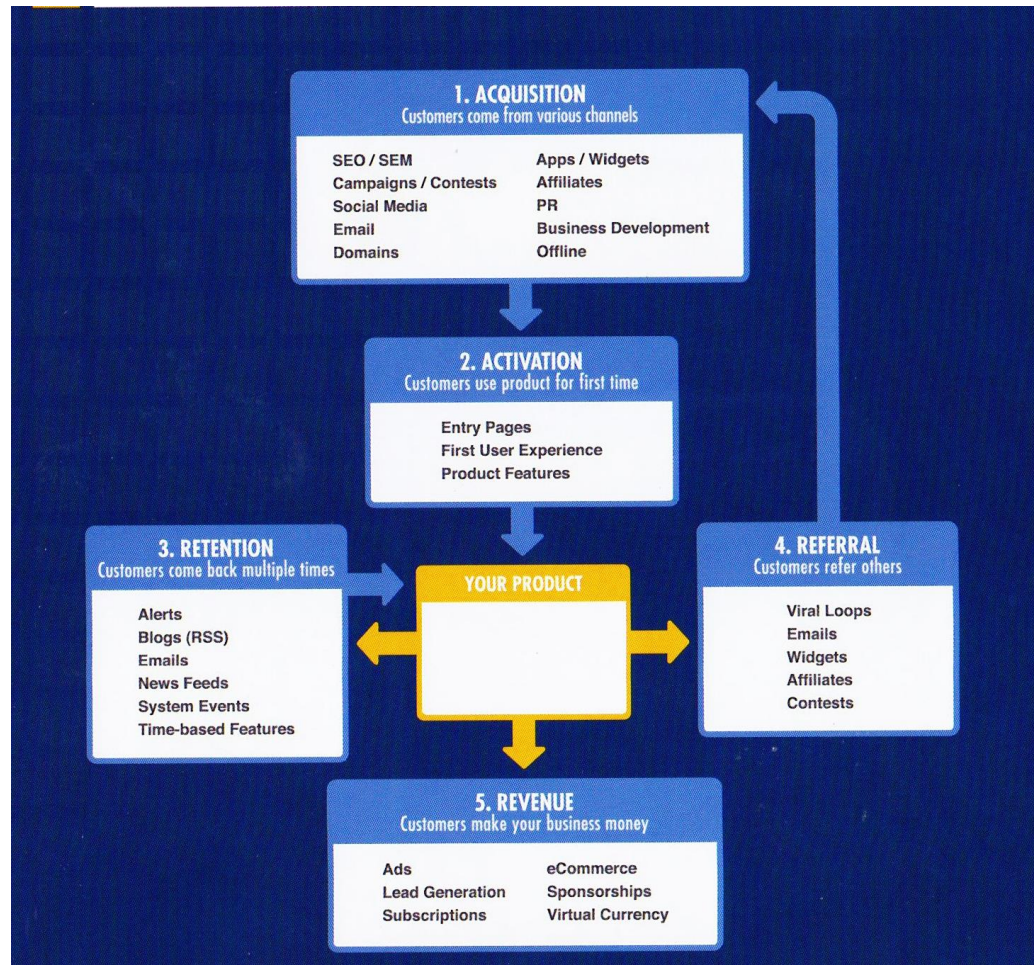 1. ACQUISITION
Customers come from various channels
SEO / SEM
Campaigns / Contests
Social Media
Email
Domains
Apps / Widgets
Affiliates
PR
Business Development
Offline
2. ACTIVATION
Customers use product for first time
Entry Pages
First User Experience
Product Features
3. RETENTION
Customers come back multiple times
Alerts
Blogs (RSS)
Emails
News Feeds
System Events
Time-based Features
YOUR PRODUCT
4. REFERRAL
Customers refer others
Viral Loops
Emails
Widgets
Affiliates
Contests
5. REVENUE
Customers make your business money
Ads
Lead Generation
Subscriptions
eCommerce
Sponsorships
Virtual Currency